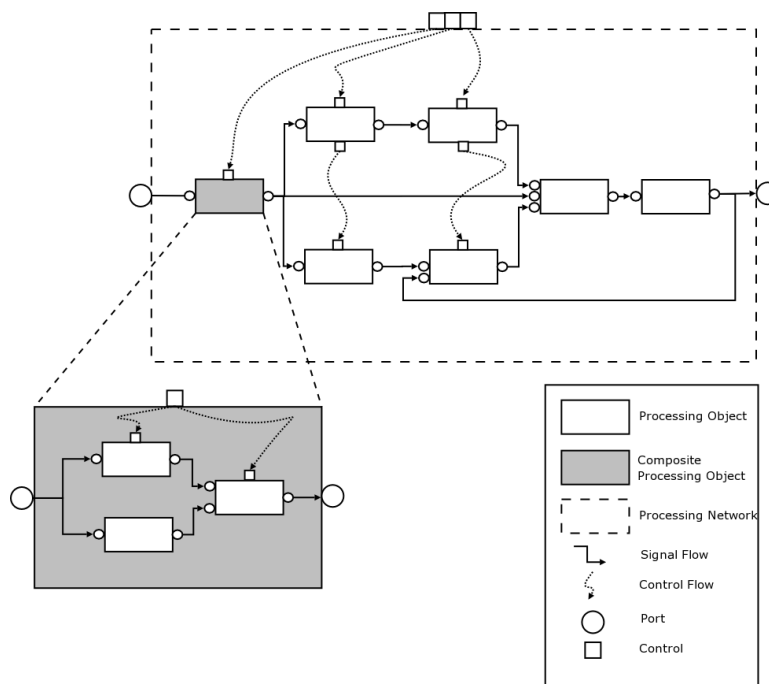 Processing Object
Composite
Processing Object
Processing Network
Signal Flow
Control Flow
Port
Control